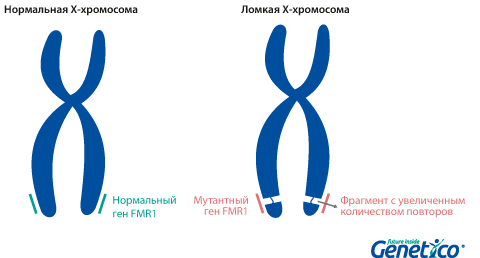 Нормальная Х-хромосома
Ломкая Х-хромосома
Нормальный
ген FMR1
Мутантный
ген FMR1
Фрагмент с увеличенным
количеством повторов
future inside
Genetico®